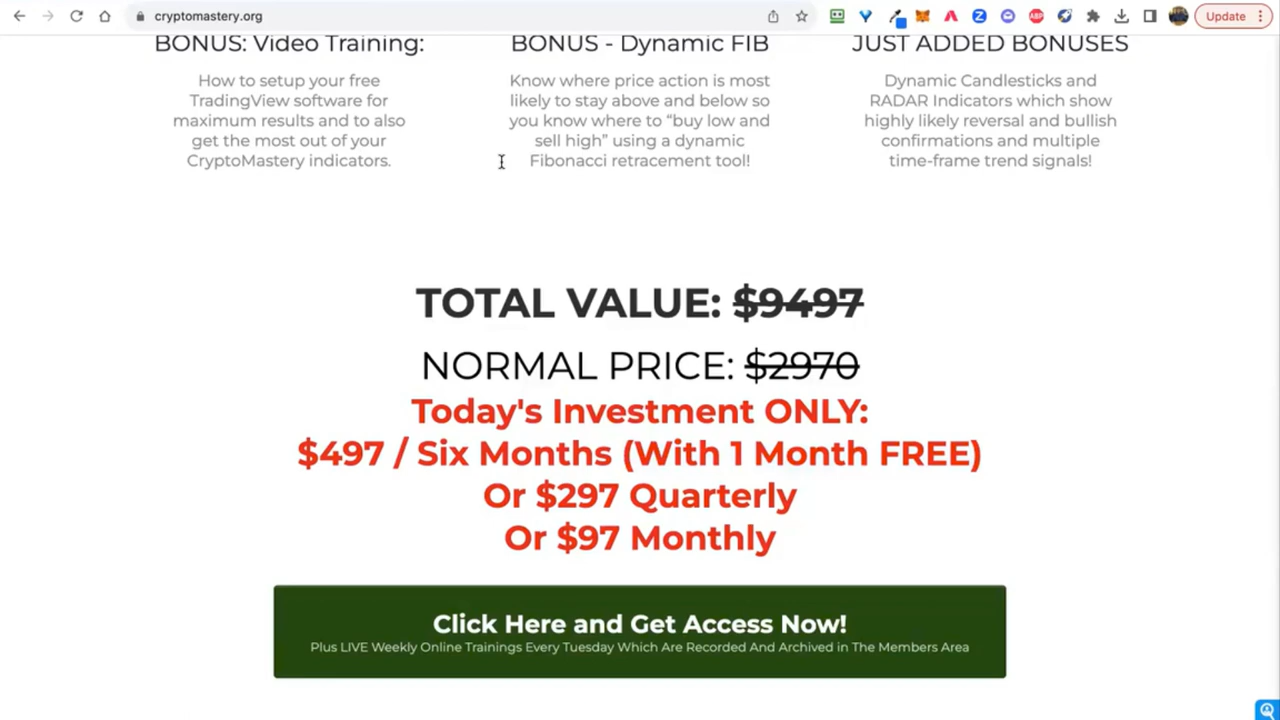 cryptomastery.org
Update
BONUS: Video Training:
How to setup your free
TradingView software for
maximum results and to also
get the most out of your
CryptoMastery indicators.
BONUS - Dynamic FIB
Know where price action is most
likely to stay above and below so
you know where to “buy low and
sell high” using a dynamic
Fibonacci retracement tool!
JUST ADDED BONUSES
Dynamic Candlesticks and
RADAR Indicators which show
highly likely reversal and bullish
confirmations and multiple
time-frame trend signals!
TOTAL VALUE: $9497
NORMAL PRICE: $2970
Today's Investment ONLY:
$497 / Six Months (With 1 Month FREE)
Or $297 Quarterly
Or $97 Monthly
Click Here and Get Access Now!
Plus LIVE Weekly Online Trainings Every Tuesday Which Are Recorded And Archived in The Members Area